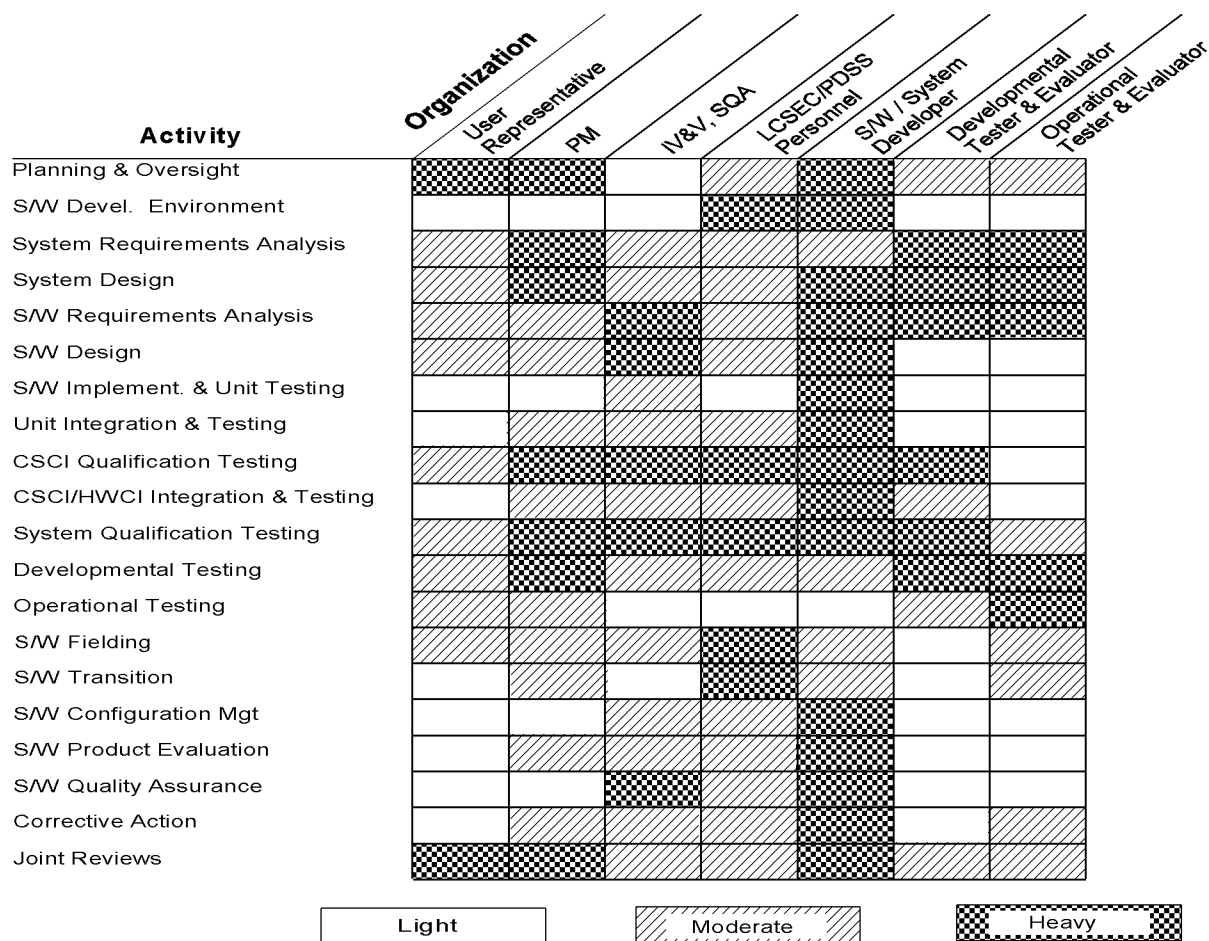 Organization
User
Representative
PM
IV&V, SQA
LCSEC/PDSS
Personnel
S/W / System
Developer
Developmental
Tester & Evaluator
Operational
Tester & Evaluator
Activity
Planning & Oversight
S/W Devel. Environment
System Requirements Analysis
System Design
S/W Requirements Analysis
S/W Design
S/W Implement. & Unit Testing
Unit Integration & Testing
CSCI Qualification Testing
CSCI/HWCI Integration & Testing
System Qualification Testing
Developmental Testing
Operational Testing
S/W Fielding
S/W Transition
S/W Configuration Mgt
S/W Product Evaluation
S/W Quality Assurance
Corrective Action
Joint Reviews
Light
Moderate
Heavy